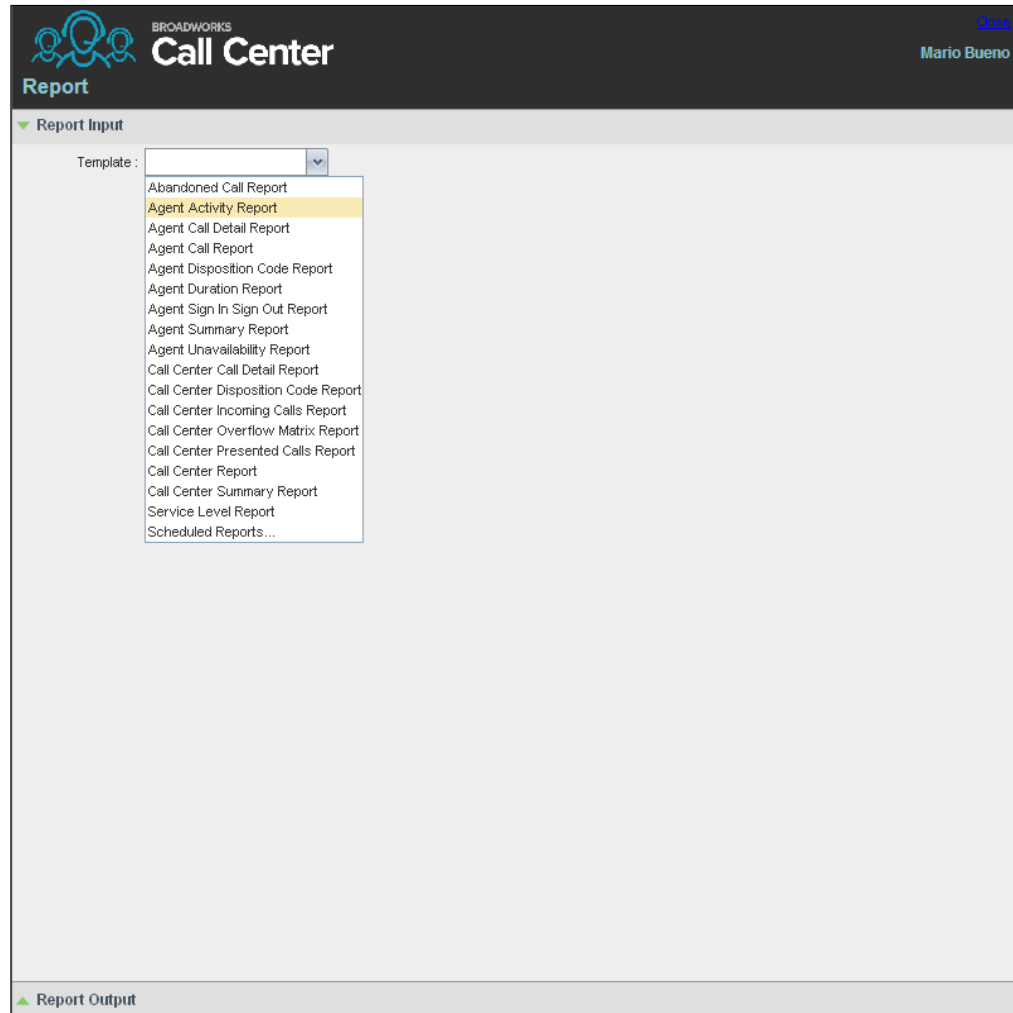 BROADWORKS
Call Center
Close
Mario Bueno
Report
Report Input
Template :
Abandoned Call Report
Agent Activity Report
Agent Call Detail Report
Agent Call Report
Agent Disposition Code Report
Agent Duration Report
Agent Sign In Sign Out Report
Agent Summary Report
Agent Unavailability Report
Call Center Call Detail Report
Call Center Disposition Code Report
Call Center Incoming Calls Report
Call Center Overflow Matrix Report
Call Center Presented Calls Report
Call Center Report
Call Center Summary Report
Service Level Report
Scheduled Reports...
Report Output